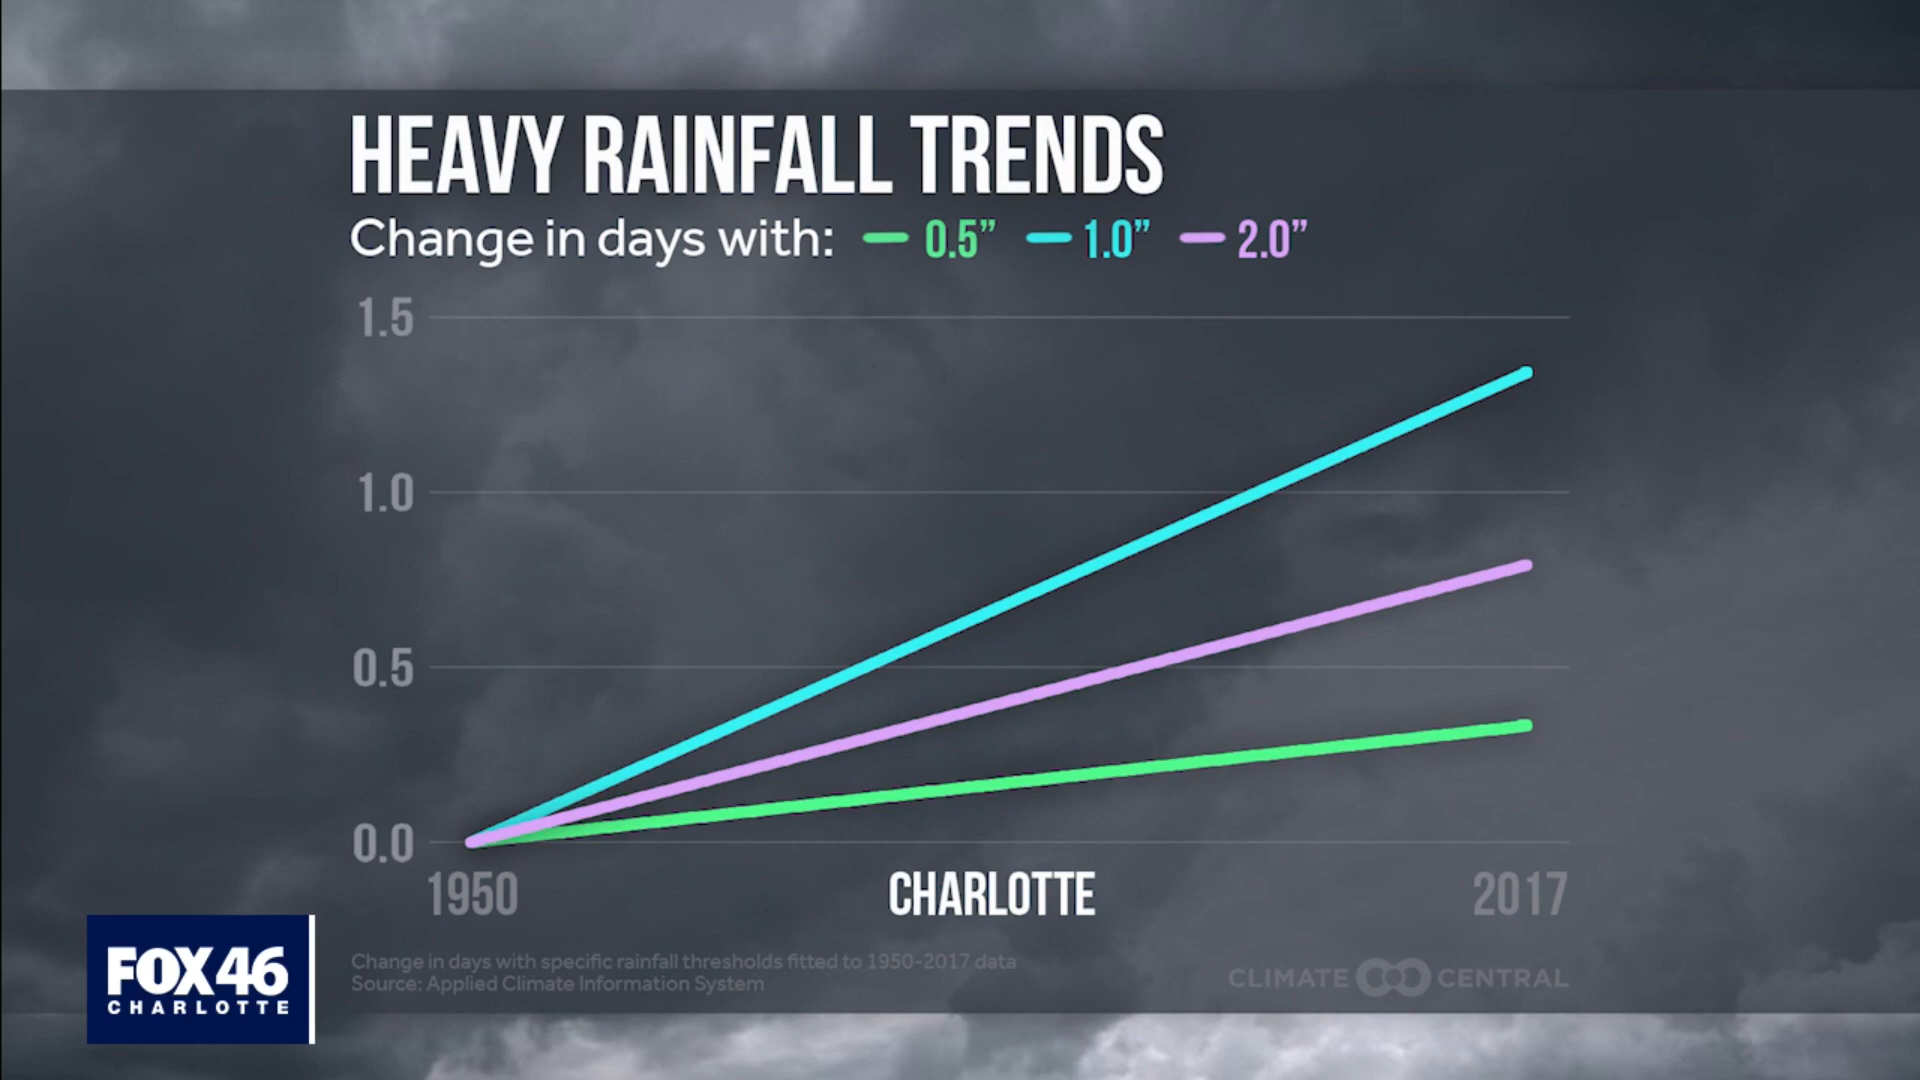 HEAVY RAINFALL TRENDS
Change in days with: 0.5” 1.0” 2.0”
1.5
1.0
0.5
0.0
1950 CHARLOTTE 2017
Change in days with specific rainfall thresholds fitted to 1950-2017 data
Source: Applied Climate Information System
CLIMATE CENTRAL
FOX 46
CHARLOTTE